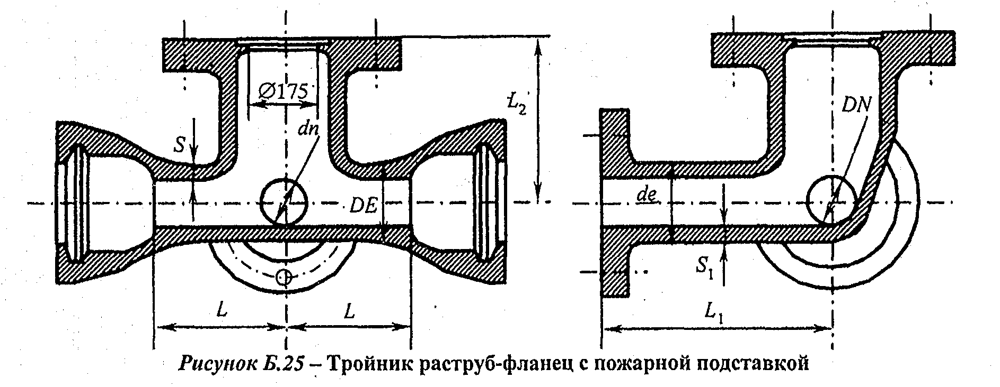 Ø175
dn
S
DE
L₂
L
L
DN
de
S₁
L₁
Рисунок Б.25 – Тройник раструб-фланец с пожарной подставкой